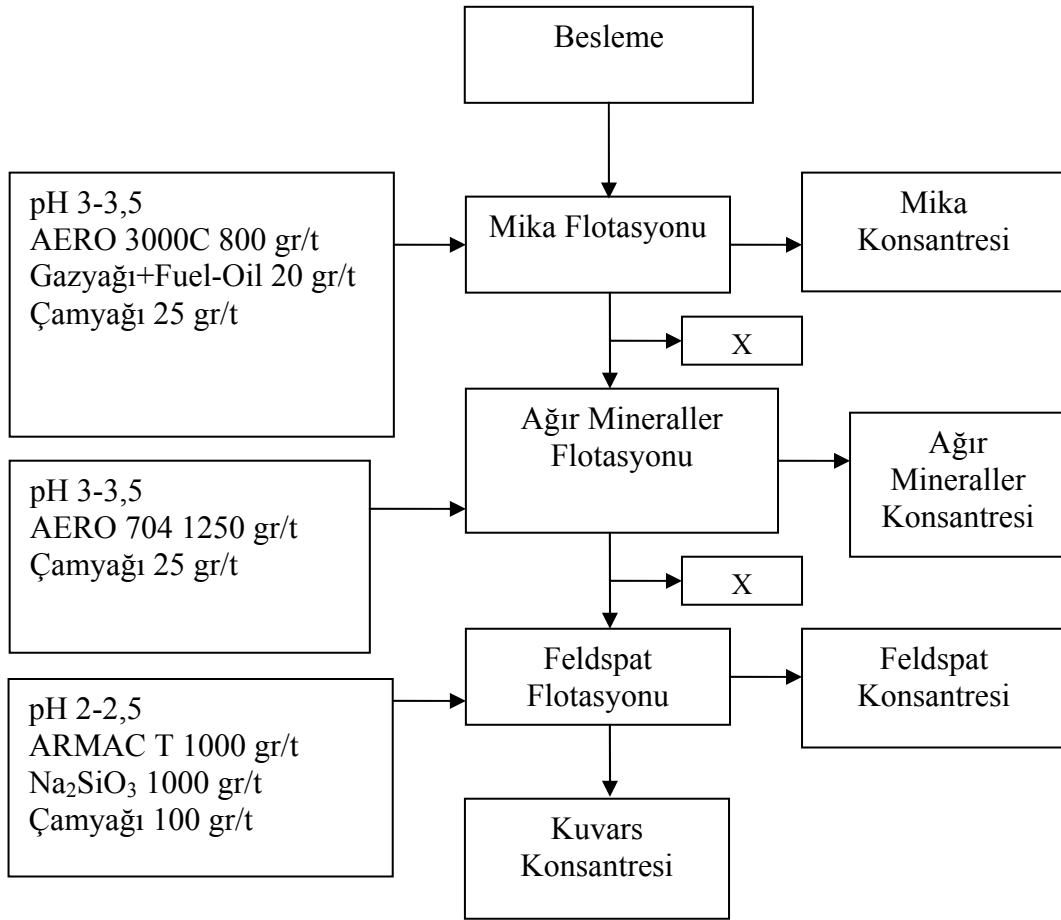 Besleme
pH 3-3,5
AERO 3000C 800 gr/t
Gazyağı+Fuel-Oil 20 gr/t
Çamyağı 25 gr/t
Mika Flotasyonu
Mika
Konsantresi
X
Ağır Mineraller
Flotasyonu
Ağır
Mineraller
Konsantresi
pH 3-3,5
AERO 704 1250 gr/t
Çamyağı 25 gr/t
X
Feldspat
Flotasyonu
Feldspat
Konsantresi
pH 2-2,5
ARMAC T 1000 gr/t
Na₂SiO₃ 1000 gr/t
Çamyağı 100 gr/t
Kuvars
Konsantresi